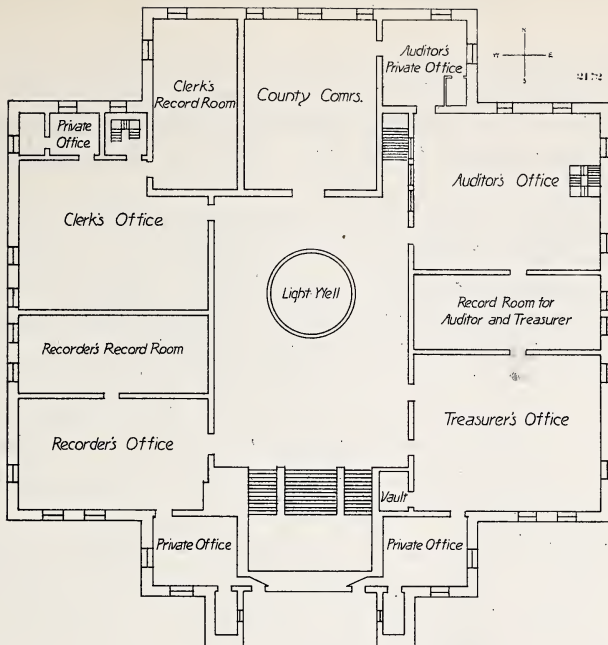 Clerk's
Record Room
County Comrs.
Auditor's
Private Office
N
W
E
S
2172
Private
Office
Clerk's Office
Auditor's Office
Light Well
Record Room for
Auditor and Treasurer
Recorder's Record Room
Recorder's Office
Treasurer's Office
Vault
Private Office
Private Office